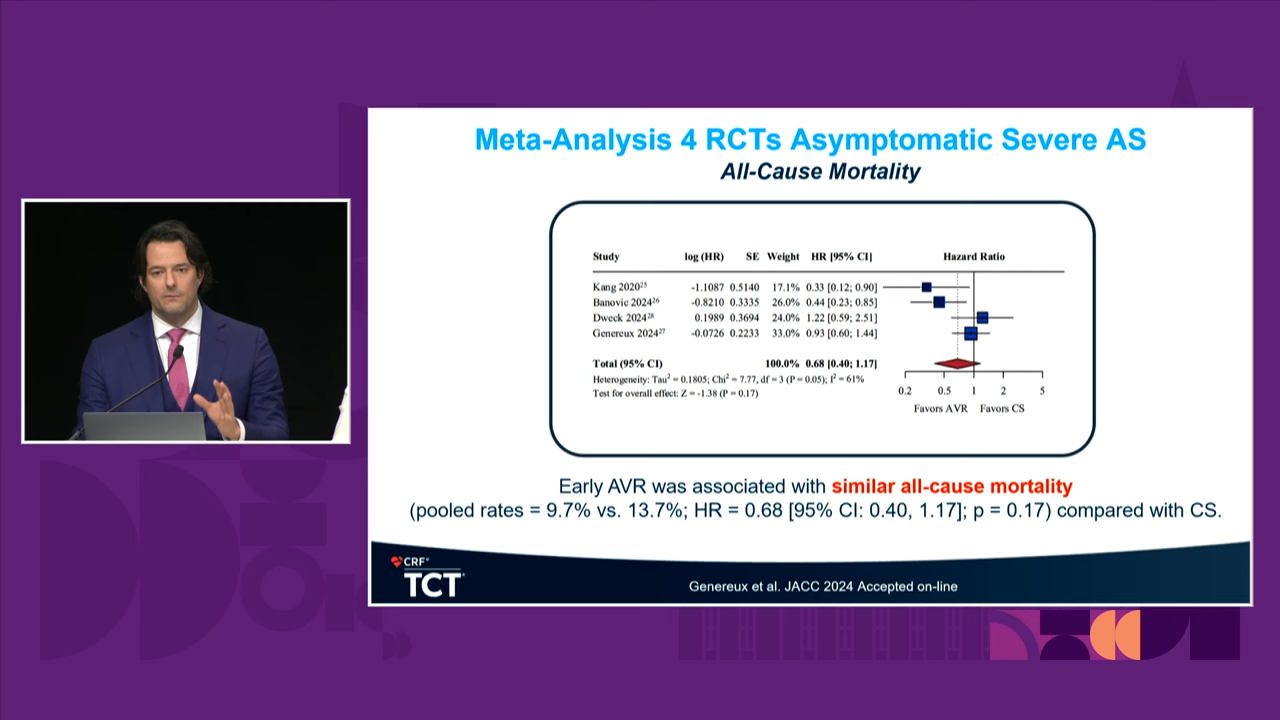 Meta-Analysis 4 RCTs Asymptomatic Severe AS
All-Cause Mortality
Study log (HR) SE Weight HR [95% CI] Hazard Ratio
Kang 2020²⁵ -1.1087 0.5140 17.1% 0.33 [0.12; 0.90]
Banovic 2024²⁶ -0.8210 0.3335 26.0% 0.44 [0.23; 0.85]
Dweck 2024²⁸ 0.1989 0.3694 24.0% 1.22 [0.59; 2.51]
Genereux 2024²⁷ -0.0726 0.2233 33.0% 0.93 [0.60; 1.44]
Total (95% CI) 100.0% 0.68 [0.40; 1.17]
Heterogeneity: Tau² = 0.1805; Chi² = 7.77, df = 3 (P = 0.05); I² = 61%
Test for overall effect: Z = -1.38 (P = 0.17)
0.2 0.5 1 2 5
Favors AVR Favors CS
Early AVR was associated with similar all-cause mortality
(pooled rates = 9.7% vs. 13.7%; HR = 0.68 [95% CI: 0.40, 1.17]; p = 0.17) compared with CS.
CRF
TCT
Genereux et al. JACC 2024 Accepted on-line